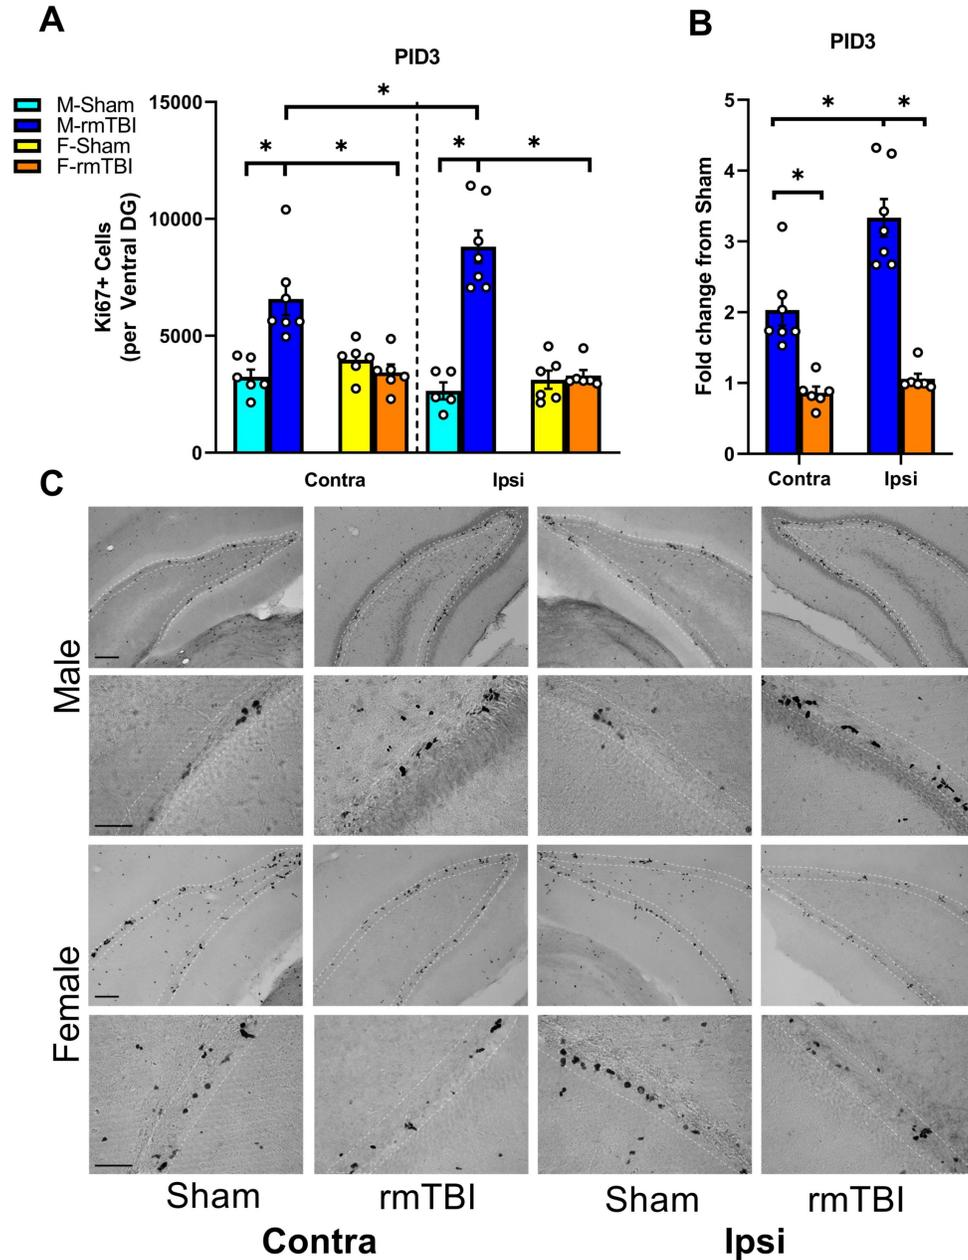 A
PID3
M-Sham
M-rmTBI
F-Sham
F-rmTBI
Ki67+ Cells
(per Ventral DG)
15000
10000
5000
0
* * * * *
Contra Ipsi
B
PID3
Fold change from Sham
5
4
3
2
1
0
* * *
Contra Ipsi
C
Male
Female
Sham rmTBI Sham rmTBI
Contra Ipsi